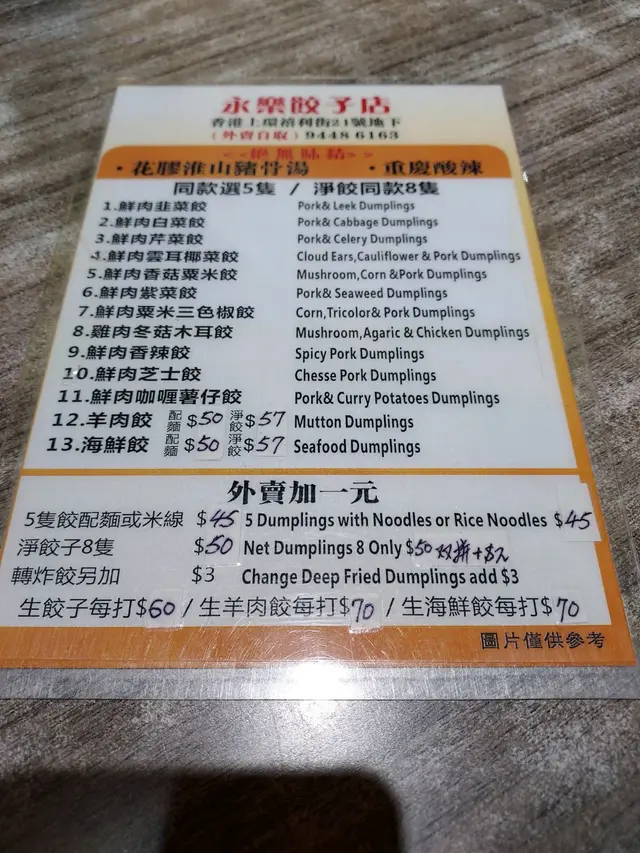 永樂餃子店
香港上環禧利街21號地下
(外賣自取) 9448 6163
<<絕無味精>>
・花膠淮山豬骨湯 ・重慶酸辣
同款選5隻 / 淨餃同款8隻
1.鮮肉韭菜餃 Pork& Leek Dumplings
2.鮮肉白菜餃 Pork& Cabbage Dumplings
3.鮮肉芹菜餃 Pork& Celery Dumplings
4.鮮肉雲耳椰菜餃 Cloud Ears,Cauliflower & Pork Dumplings
5.鮮肉香菇粟米餃 Mushroom,Corn &Pork Dumplings
6.鮮肉紫菜餃 Pork& Seaweed Dumplings
7.鮮肉粟米三色椒餃 Corn,Tricolor& Pork Dumplings
8.雞肉冬菇木耳餃 Mushroom,Agaric & Chicken Dumplings
9.鮮肉香辣餃 Spicy Pork Dumplings
10.鮮肉芝士餃 Chesse Pork Dumplings
11.鮮肉咖喱薯仔餃 Pork& Curry Potatoes Dumplings
12.羊肉餃 配麵 $50 淨餃 $57 Mutton Dumplings
13.海鮮餃 配麵 $50 淨餃 $57 Seafood Dumplings
外賣加一元
5隻餃配麵或米線 $45 5 Dumplings with Noodles or Rice Noodles $45
淨餃子8隻 $50 Net Dumplings 8 Only $50 双拼+$2
轉炸餃另加 $3 Change Deep Fried Dumplings add $3
生餃子每打$60 / 生羊肉餃每打$70 / 生海鮮餃每打$70
圖片僅供參考